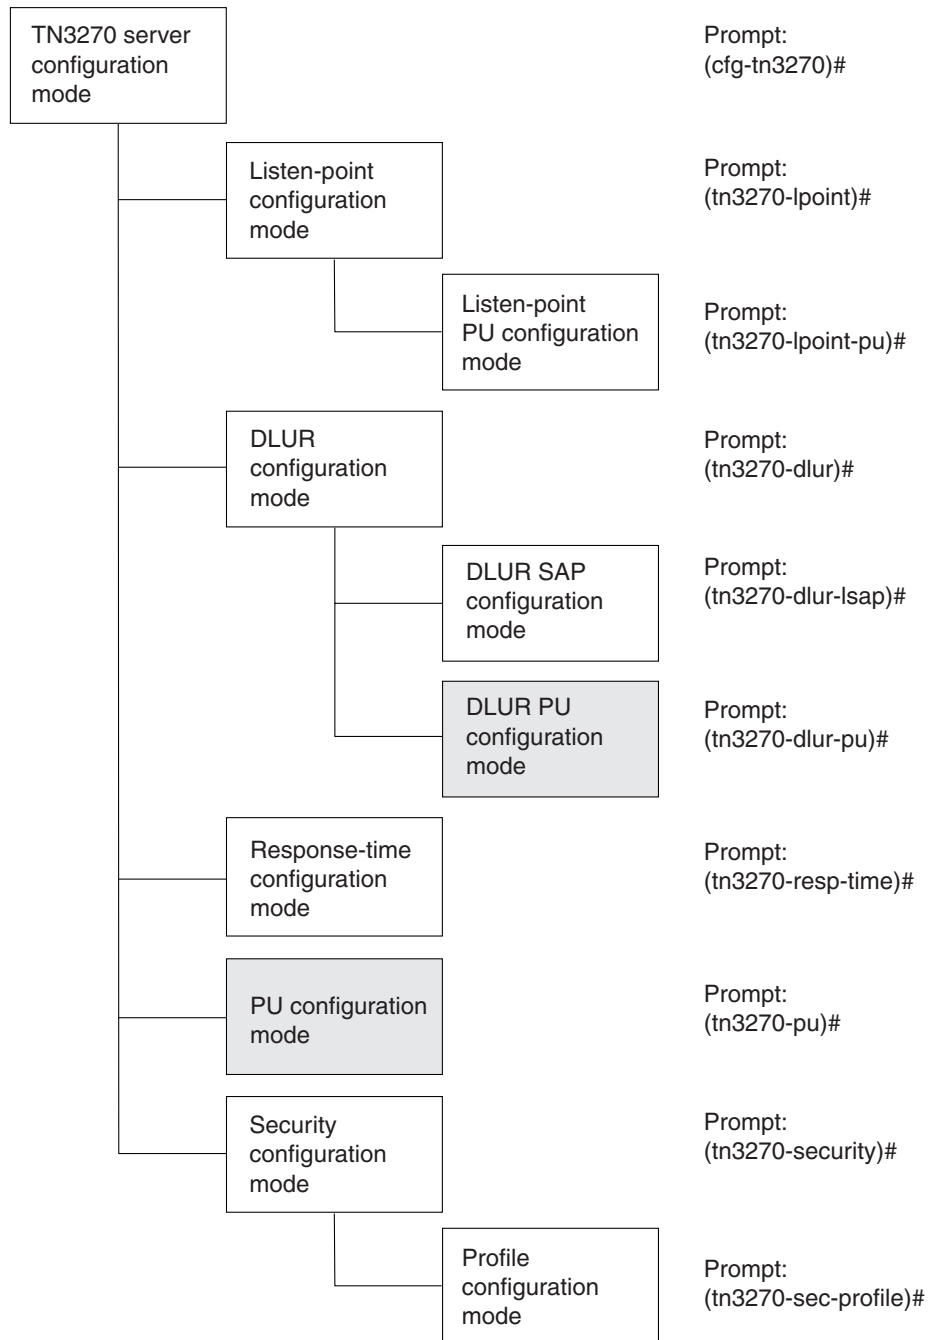 TN3270 server
configuration
mode
Prompt:
(cfg-tn3270)#
Listen-point
configuration
mode
Prompt:
(tn3270-lpoint)#
Listen-point
PU configuration
mode
Prompt:
(tn3270-lpoint-pu)#
DLUR
configuration
mode
Prompt:
(tn3270-dlur)#
DLUR SAP
configuration
mode
Prompt:
(tn3270-dlur-lsap)#
DLUR PU
configuration
mode
Prompt:
(tn3270-dlur-pu)#
Response-time
configuration
mode
Prompt:
(tn3270-resp-time)#
PU configuration
mode
Prompt:
(tn3270-pu)#
Security
configuration
mode
Prompt:
(tn3270-security)#
Profile
configuration
mode
Prompt:
(tn3270-sec-profile)#